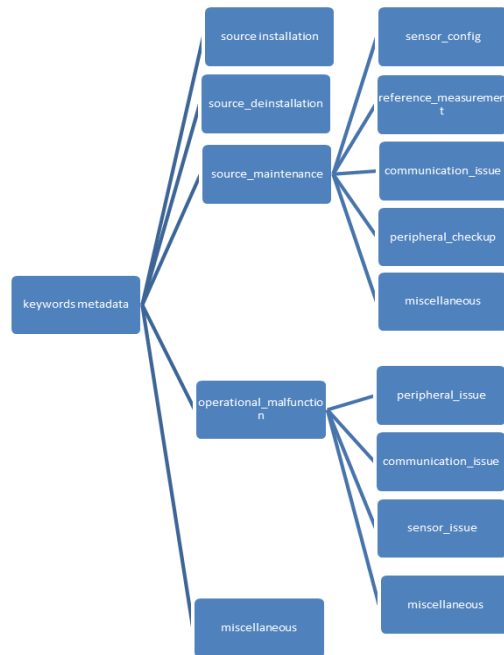 source installation
sensor_config
source_deinstallation
reference_measuremen
t
source_maintenance
communication_issue
peripheral_checkup
keywords metadata
miscellaneous
operational_malfunctio
n
peripheral_issue
communication_issue
sensor_issue
miscellaneous
miscellaneous